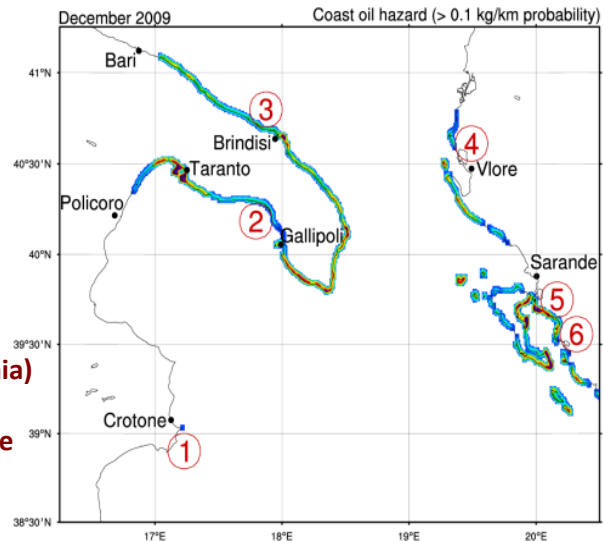 December 2009 Coast oil hazard (> 0.1 kg/km probability)
41°N
Bari
3
Brindisi
4
40°30'N
Taranto
Vlore
Policoro
2
Gallipoli
40°N
Sarande
5
6
39°30'N
nia)
Crotone
e
39°N
1
38°30'N
17°E 18°E 19°E 20°E